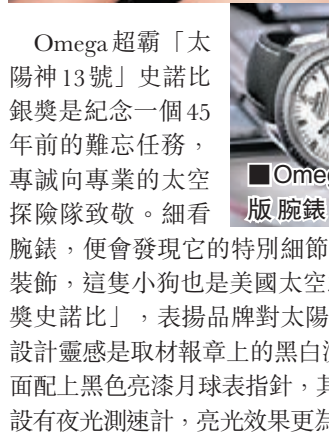 Omega超霸「太
陽神13號」史諾比
銀獎是紀念一個45
年前的難忘任務，
專誠向專業的太空
探險隊致敬。細看
腕錶，便會發現它的特別細節
裝飾，這隻小狗也是美國太空
獎史諾比」，表揚品牌對太陽
設計靈感是取材報章上的黑白
面配上黑色亮漆月球表指針，
設有夜光測速計，亮光效果更
■Ome
版 腕錶